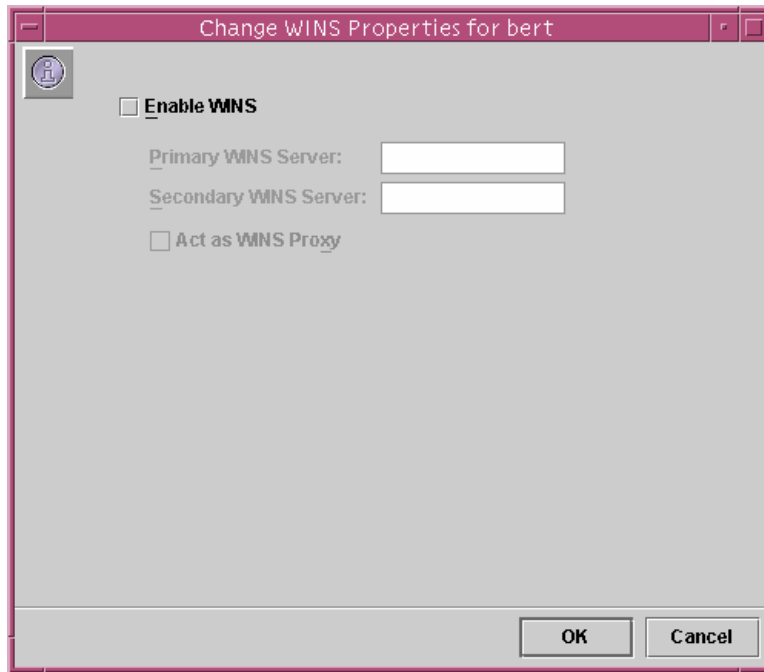 Change WINS Properties for bert
Enable WINS
Primary WINS Server:
Secondary WINS Server:
Act as WINS Proxy
OK Cancel